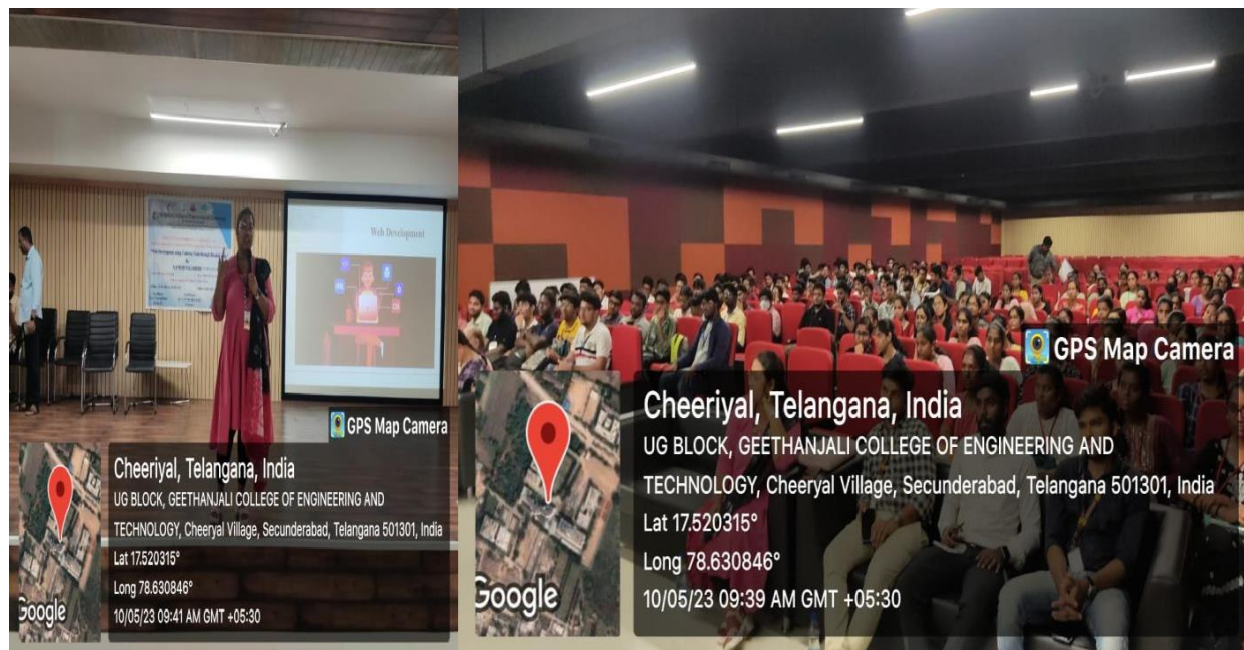 Web Development
GPS Map Camera
Cheeriyal, Telangana, India
UG BLOCK, GEETHANJALI COLLEGE OF ENGINEERING AND
TECHNOLOGY, Cheeryal Village, Secunderabad, Telangana 501301, India
Lat 17.520315°
Long 78.630846°
10/05/23 09:41 AM GMT +05:30
Google
GPS Map Camera
Cheeriyal, Telangana, India
UG BLOCK, GEETHANJALI COLLEGE OF ENGINEERING AND
TECHNOLOGY, Cheeryal Village, Secunderabad, Telangana 501301, India
Lat 17.520315°
Long 78.630846°
10/05/23 09:39 AM GMT +05:30
Google